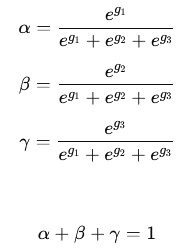 α = e^{g_1} / (e^{g_1} + e^{g_2} + e^{g_3})
β = e^{g_2} / (e^{g_1} + e^{g_2} + e^{g_3})
γ = e^{g_3} / (e^{g_1} + e^{g_2} + e^{g_3})
α + β + γ = 1